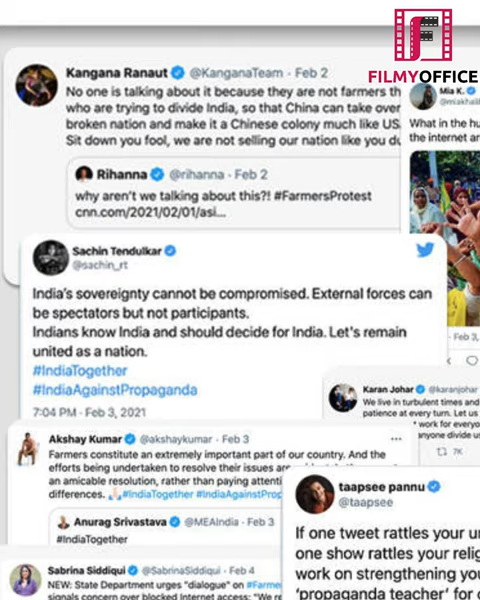 FILMYOFFICE
Kangana Ranaut @KanganaTeam · Feb 2
No one is talking about it because they are not farmers th
who are trying to divide India, so that China can take over
broken nation and make it a Chinese colony much like US
Sit down you fool, we are not selling our nation like you du
Rihanna @rihanna · Feb 2
why aren't we talking about this?! #FarmersProtest
cnn.com/2021/02/01/asi...
Mia K.
@miakhali
What in the hu
the internet ar
Feb 3,
Sachin Tendulkar
@sachin_rt
India's sovereignty cannot be compromised. External forces can
be spectators but not participants.
Indians know India and should decide for India. Let's remain
united as a nation.
#IndiaTogether
#IndiaAgainstPropaganda
7:04 PM · Feb 3, 2021
Karan Johar @karanjohar
We live in turbulent times and
patience at every turn. Let us
work for everyo
anyone divide us
7K
Akshay Kumar @akshaykumar · Feb 3
Farmers constitute an extremely important part of our country. And the
efforts being undertaken to resolve their issues are
an amicable resolution, rather than paying attenti
differences. 🙏🏻#IndiaTogether #IndiaAgainstProp
Anurag Srivastava @MEAIndia · Feb 3
#IndiaTogether
taapsee pannu
@taapsee
If one tweet rattles your un
one show rattles your relig
work on strengthening you
'propaganda teacher' for o
Sabrina Siddiqui @SabrinaSiddiqui · Feb 4
NEW: State Department urges "dialogue" on #Farme
signals concern over blocked Internet access: "We re